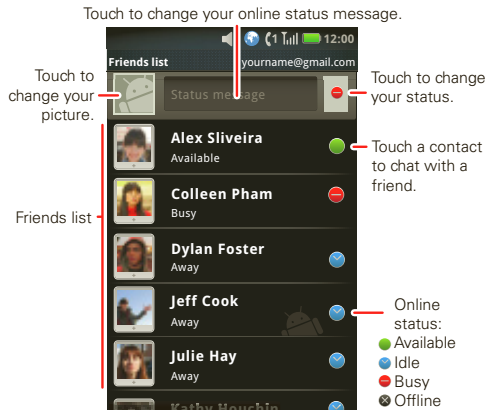 Touch to change your online status message.
12:00
Friends list
yourname@gmail.com
Touch to
change your
picture.
Status message
Touch to change
your status.
Alex Sliveira
Available
Touch a contact
to chat with a
friend.
Colleen Pham
Busy
Friends list
Dylan Foster
Away
Jeff Cook
Away
Julie Hay
Away
Kathy Houchin
Online
status:
Available
Idle
Busy
Offline